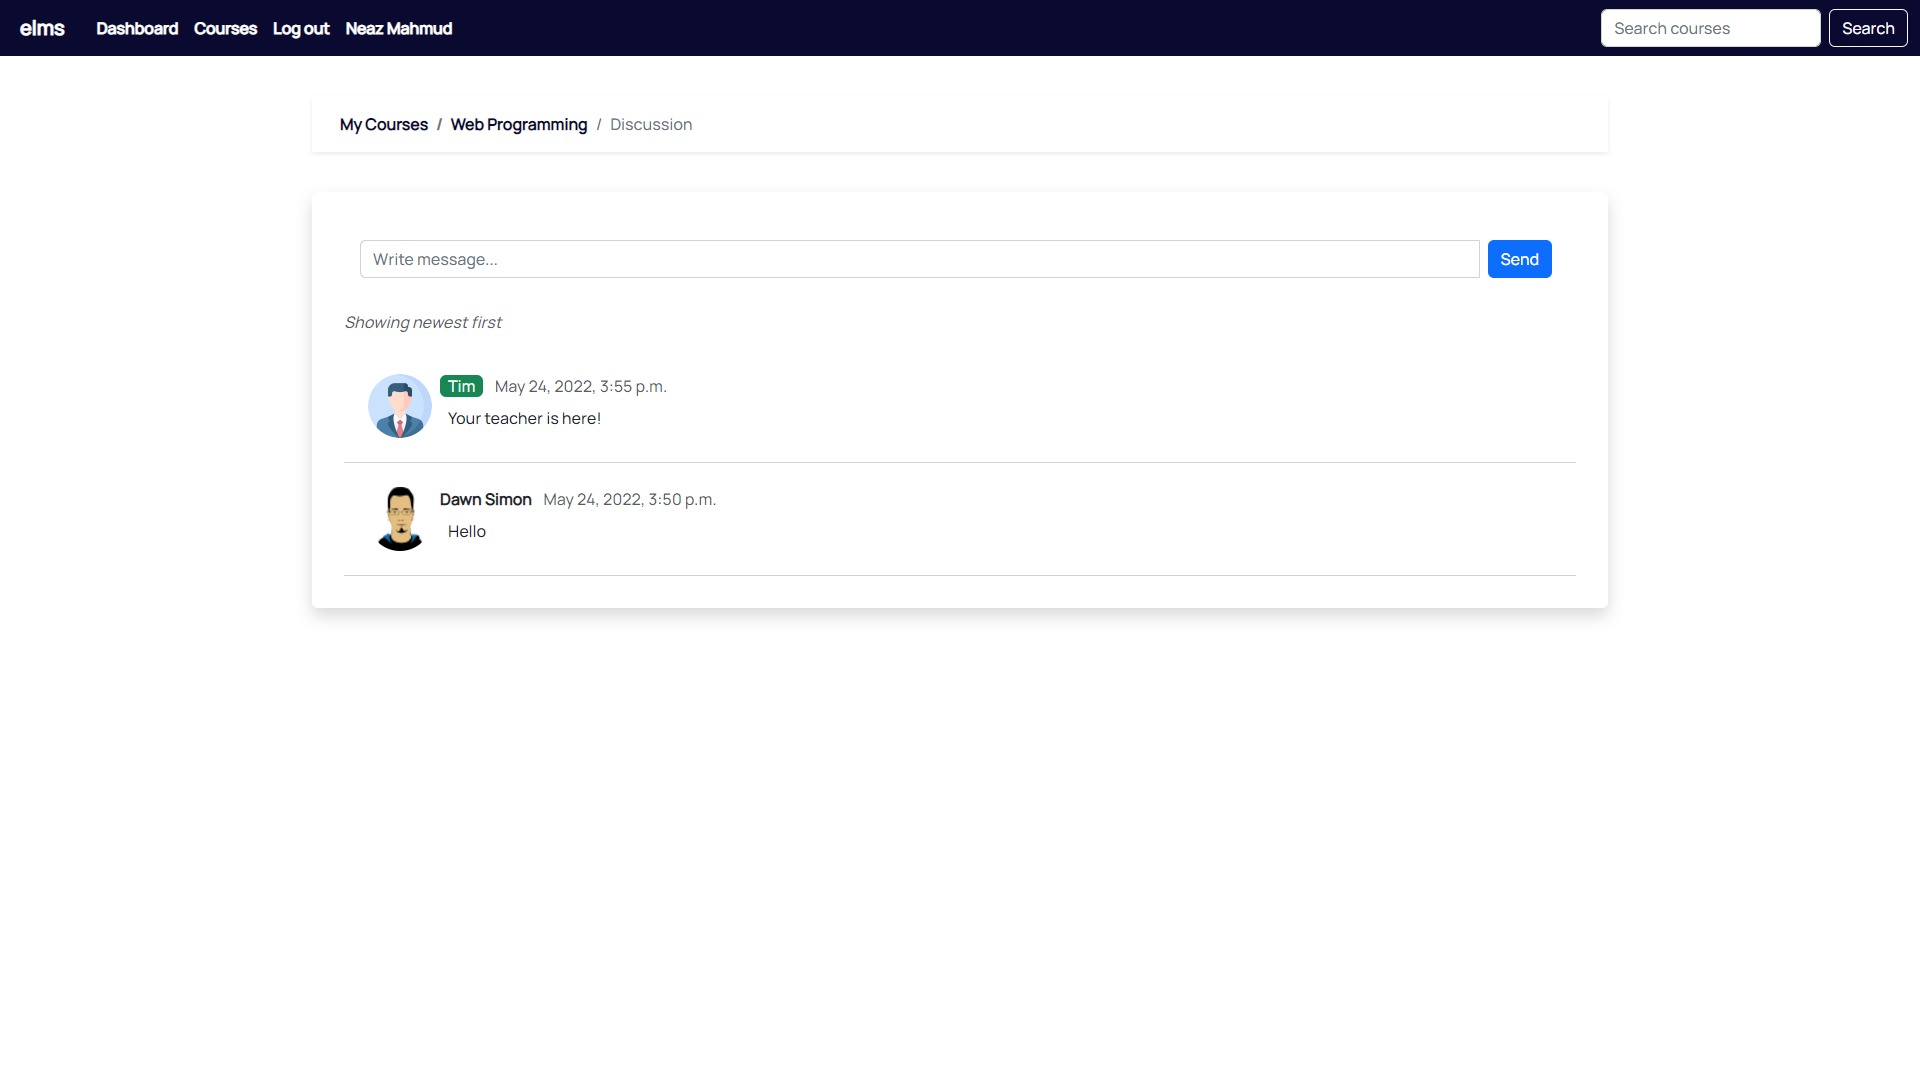 elms Dashboard Courses Log out Neaz Mahmud Search courses Search
My Courses / Web Programming / Discussion
Write message... Send
Showing newest first
Tim May 24, 2022, 3:55 p.m.
Your teacher is here!
Dawn Simon May 24, 2022, 3:50 p.m.
Hello